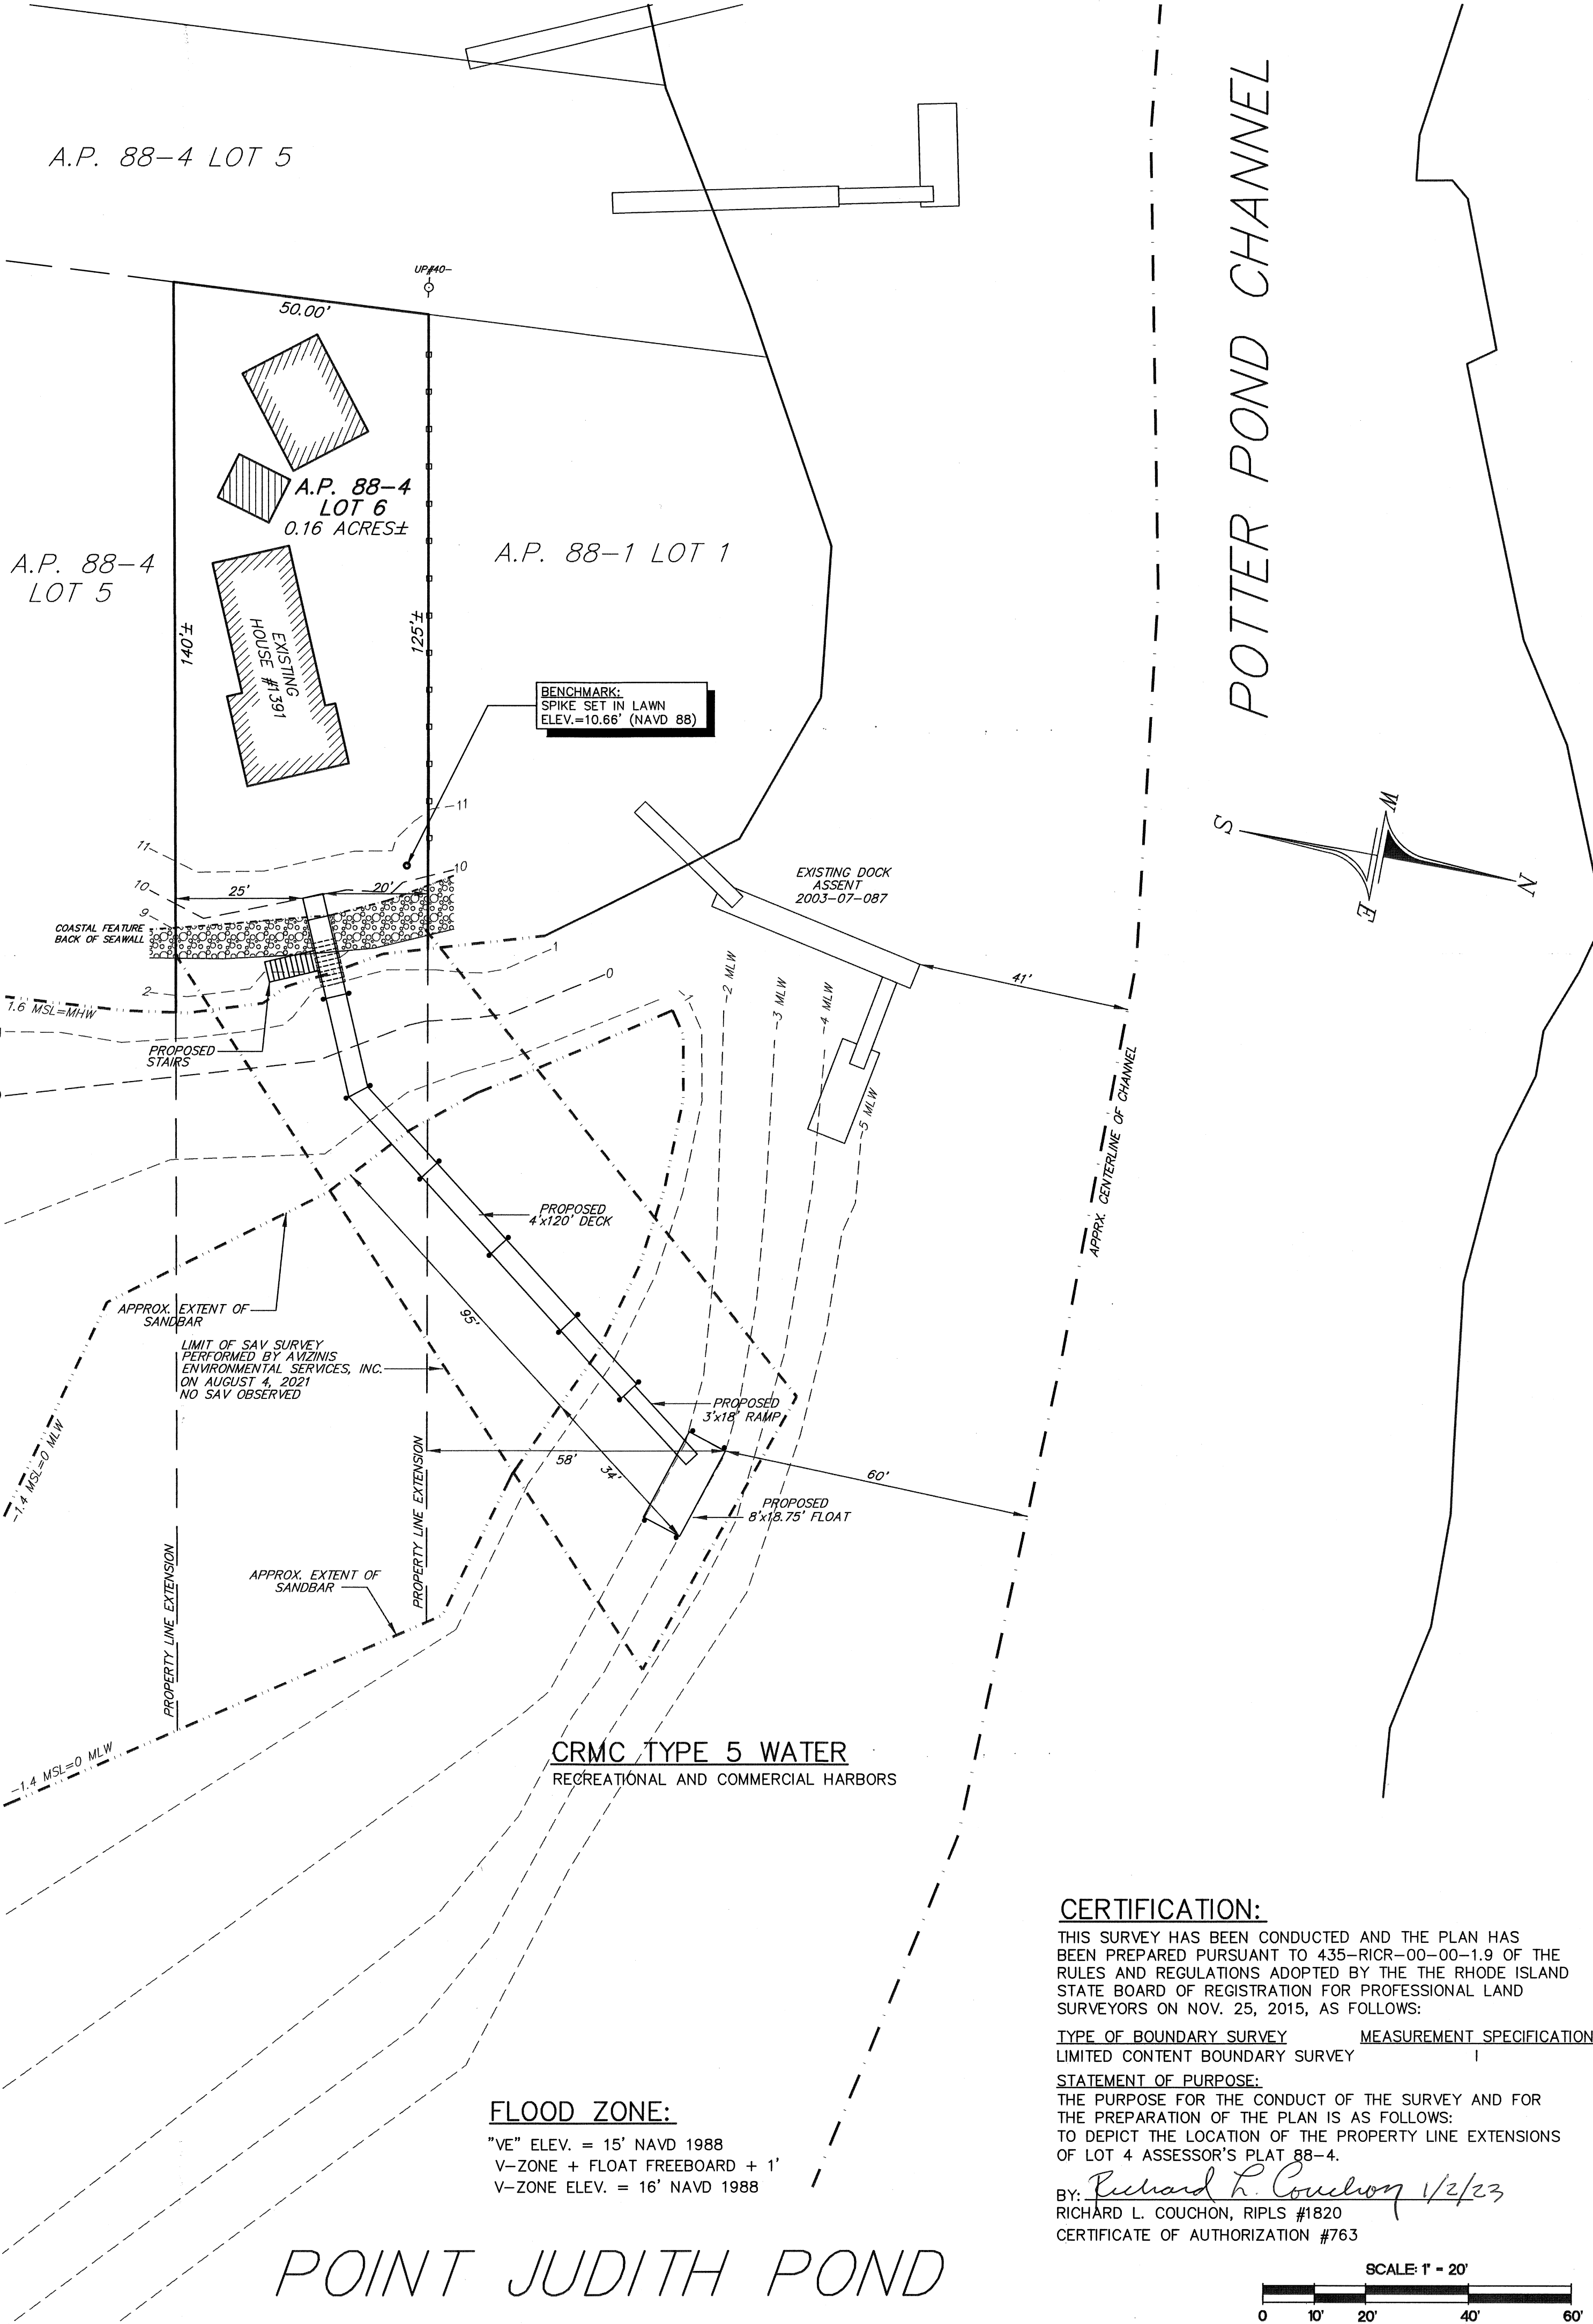 A.P. 88-4 LOT 5
POTTER POND CHANNEL
UP#40-
50.00'
A.P. 88-4
LOT 6
0.16 ACRES±
A.P. 88-4
LOT 5
A.P. 88-1 LOT 1
140'±
125'±
EXISTING
HOUSE #1391
BENCHMARK:
SPIKE SET IN LAWN
ELEV.=10.66' (NAVD 88)
W
S
N
E
11
11
10
10
9
25'
20'
COASTAL FEATURE
BACK OF SEAWALL
EXISTING DOCK
ASSENT
2003-07-087
2
1
0
1.6 MSL=MHW
-2 MLW
-3 MLW
-4 MLW
-5 MLW
41'
PROPOSED
STAIRS
APPRX. CENTERLINE OF CHANNEL
PROPOSED
4'x120' DECK
95'
APPROX. EXTENT OF
SANDBAR
LIMIT OF SAV SURVEY
PERFORMED BY AVIZINIS
ENVIRONMENTAL SERVICES, INC.
ON AUGUST 4, 2021
NO SAV OBSERVED
PROPOSED
3'x18' RAMP
-1.4 MSL=0 MLW
58'
34'
60'
PROPOSED
8'x18.75' FLOAT
PROPERTY LINE EXTENSION
PROPERTY LINE EXTENSION
APPROX. EXTENT OF
SANDBAR
-1.4 MSL=0 MLW
CRMC TYPE 5 WATER
RECREATIONAL AND COMMERCIAL HARBORS
CERTIFICATION:
THIS SURVEY HAS BEEN CONDUCTED AND THE PLAN HAS
BEEN PREPARED PURSUANT TO 435-RICR-00-00-1.9 OF THE
RULES AND REGULATIONS ADOPTED BY THE THE RHODE ISLAND
STATE BOARD OF REGISTRATION FOR PROFESSIONAL LAND
SURVEYORS ON NOV. 25, 2015, AS FOLLOWS:
TYPE OF BOUNDARY SURVEY MEASUREMENT SPECIFICATION
LIMITED CONTENT BOUNDARY SURVEY I
STATEMENT OF PURPOSE:
THE PURPOSE FOR THE CONDUCT OF THE SURVEY AND FOR
THE PREPARATION OF THE PLAN IS AS FOLLOWS:
TO DEPICT THE LOCATION OF THE PROPERTY LINE EXTENSIONS
OF LOT 4 ASSESSOR'S PLAT 88-4.
BY: Richard L. Couchon 1/2/23
RICHARD L. COUCHON, RIPLS #1820
CERTIFICATE OF AUTHORIZATION #763
FLOOD ZONE:
"VE" ELEV. = 15' NAVD 1988
V-ZONE + FLOAT FREEBOARD + 1'
V-ZONE ELEV. = 16' NAVD 1988
POINT JUDITH POND
SCALE: 1" = 20'
0 10' 20' 40' 60'